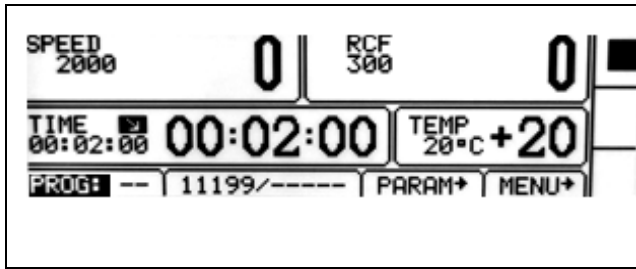 SPEED 0 RCF 0
2000 300
TIME 00:02:00 TEMP +20
00:02:00 20°C
PROG: -- 11199/----- PARAM→ MENU→